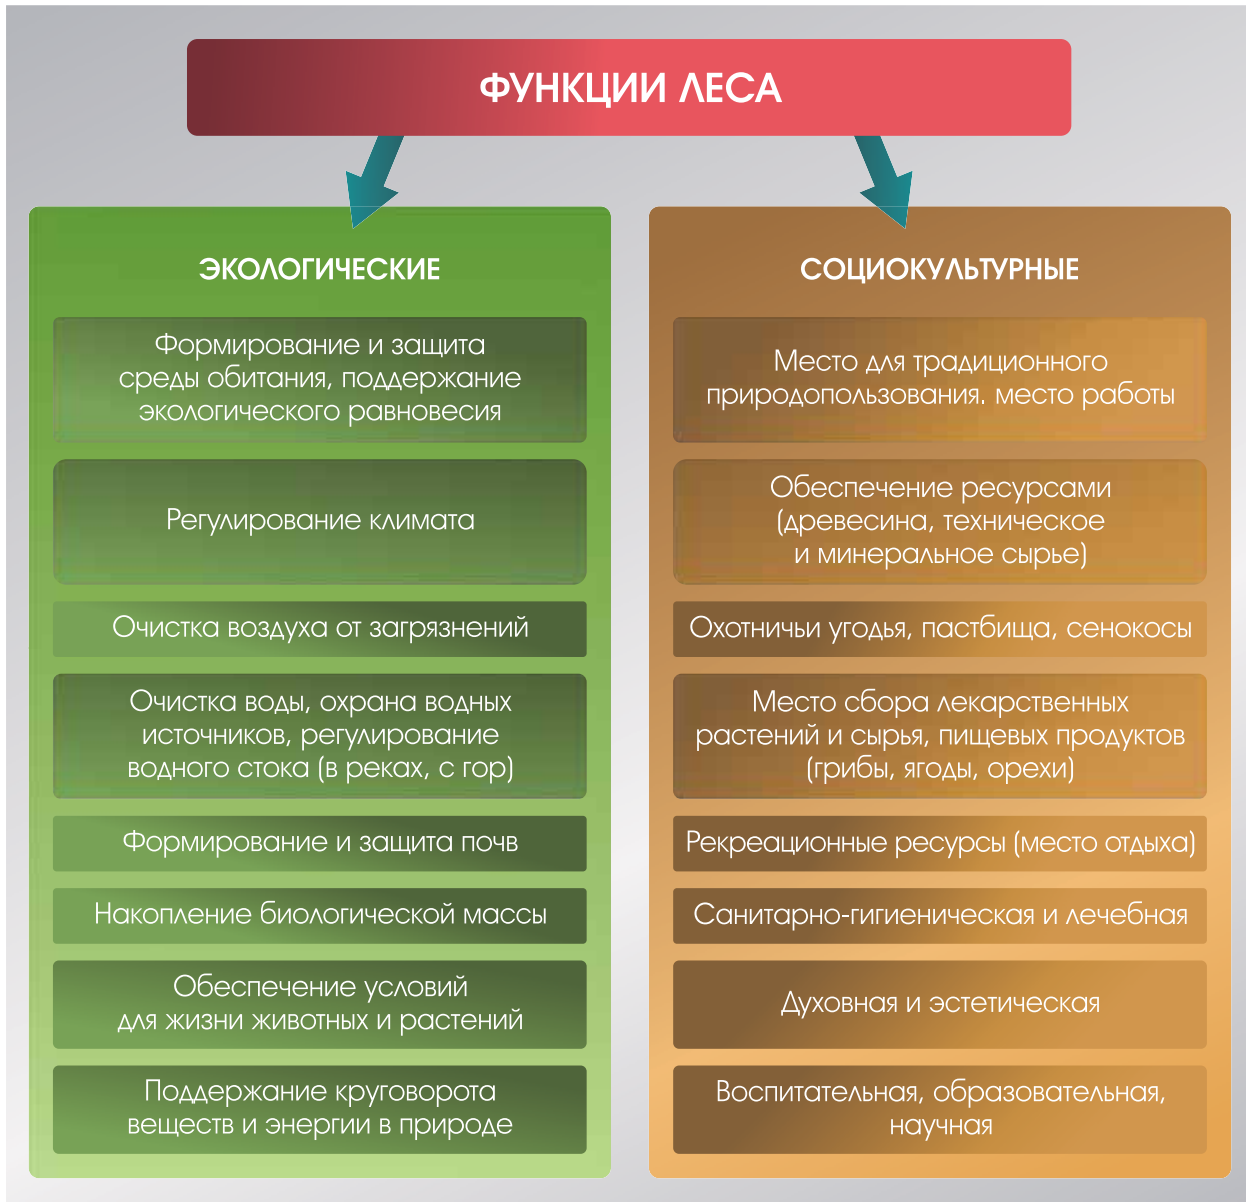 ФУНКЦИИ ЛЕСА
ЭКОЛОГИЧЕСКИЕ
Формирование и защита
среды обитания, поддержание
экологического равновесия
Регулирование климата
Очистка воздуха от загрязнений
Очистка воды, охрана водных
источников, регулирование
водного стока (в реках, с гор)
Формирование и защита почв
Накопление биологической массы
Обеспечение условий
для жизни животных и растений
Поддержание круговорота
веществ и энергии в природе
СОЦИОКУЛЬТУРНЫЕ
Место для традиционного
природопользования. место работы
Обеспечение ресурсами
(древесина, техническое
и минеральное сырье)
Охотничьи угодья, пастбища, сенокосы
Место сбора лекарственных
растений и сырья, пищевых продуктов
(грибы, ягоды, орехи)
Рекреационные ресурсы (место отдыха)
Санитарно-гигиеническая и лечебная
Духовная и эстетическая
Воспитательная, образовательная,
научная